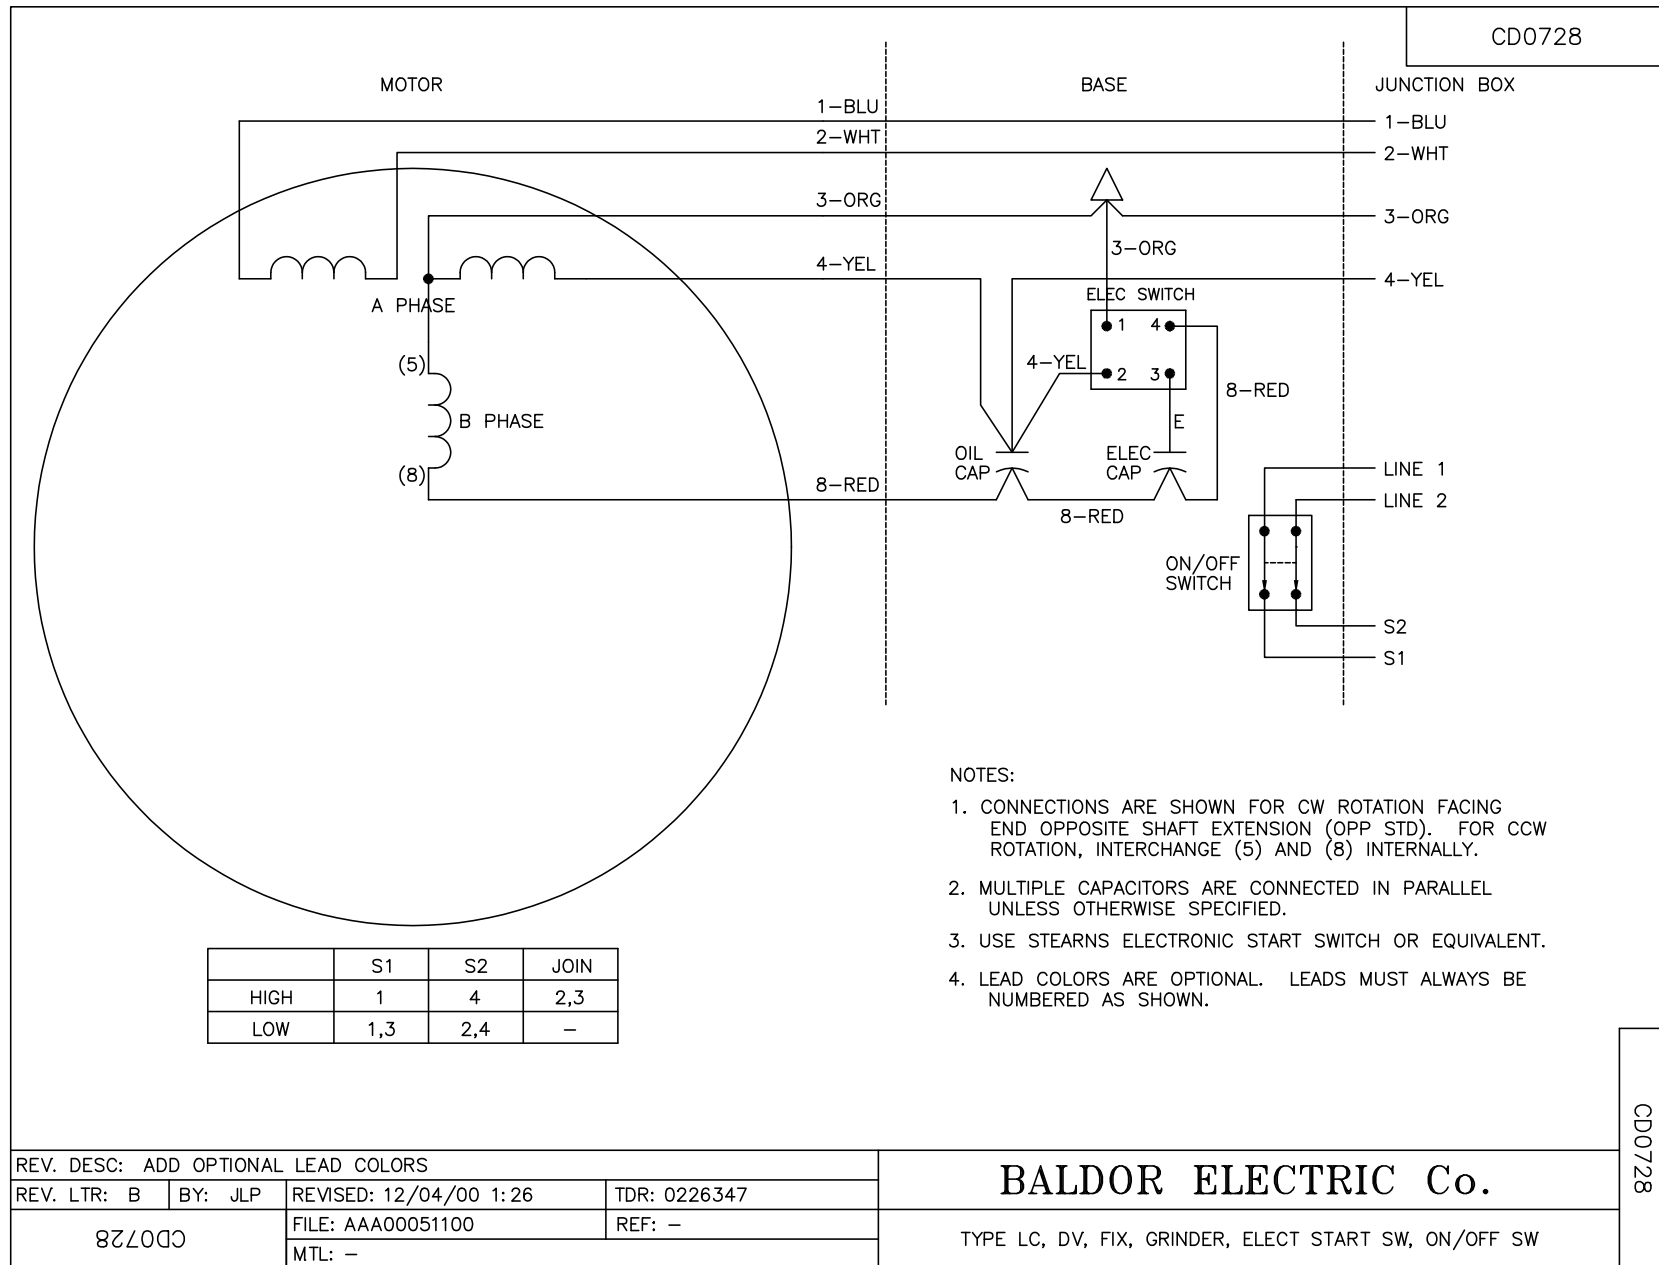 CD0728
MOTOR
BASE
JUNCTION BOX
1-BLU
1-BLU
2-WHT
2-WHT
3-ORG
3-ORG
3-ORG
4-YEL
4-YEL
ELEC SWITCH
A PHASE
1 4
4-YEL
2 3
(5)
8-RED
B PHASE
E
OIL
CAP
ELEC
CAP
(8)
LINE 1
8-RED
LINE 2
8-RED
ON/OFF
SWITCH
S2
S1
NOTES:
1. CONNECTIONS ARE SHOWN FOR CW ROTATION FACING
END OPPOSITE SHAFT EXTENSION (OPP STD). FOR CCW
ROTATION, INTERCHANGE (5) AND (8) INTERNALLY.
2. MULTIPLE CAPACITORS ARE CONNECTED IN PARALLEL
UNLESS OTHERWISE SPECIFIED.
3. USE STEARNS ELECTRONIC START SWITCH OR EQUIVALENT.
4. LEAD COLORS ARE OPTIONAL. LEADS MUST ALWAYS BE
NUMBERED AS SHOWN.
S1 S2 JOIN
HIGH 1 4 2,3
LOW 1,3 2,4 -
CD0728
REV. DESC: ADD OPTIONAL LEAD COLORS
REV. LTR: B BY: JLP REVISED: 12/04/00 1:26 TDR: 0226347
CD0728
FILE: AAA00051100 REF: -
MTL: -
BALDOR ELECTRIC Co.
TYPE LC, DV, FIX, GRINDER, ELECT START SW, ON/OFF SW